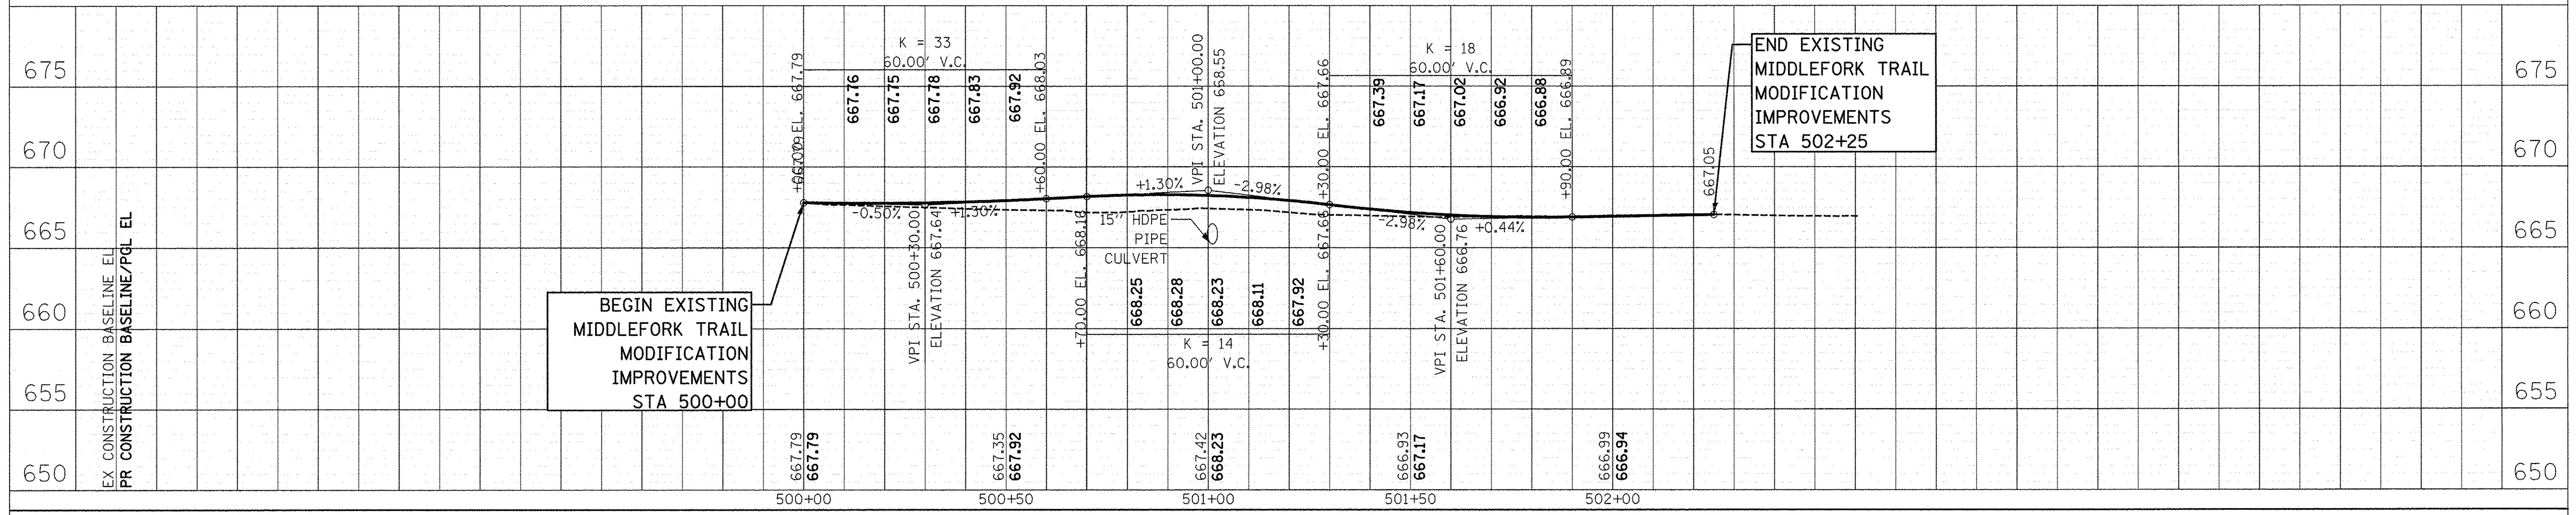 675
670
665
660
655
650
EX CONSTRUCTION BASELINE EL
PR CONSTRUCTION BASELINE/PGL EL
BEGIN EXISTING
MIDDLEFORK TRAIL
MODIFICATION
IMPROVEMENTS
STA 500+00
K = 33
60.00' V.C.
EL. 667.79
667.76
667.75
667.78
667.83
667.92
+60.00 EL. 668.03
-0.50%
+1.30%
VPI STA. 500+30.00
ELEVATION 667.64
+1.30%
-2.98%
VPI STA. 501+00.00
ELEVATION 668.55
15" HDPE
PIPE
CULVERT
+70.00 EL. 668.18
668.25
668.28
668.23
668.11
667.92
+30.00 EL. 667.66
K = 14
60.00' V.C.
+30.00 EL. 667.66
K = 18
60.00' V.C.
667.39
667.17
667.02
666.92
666.88
+90.00 EL. 666.89
-2.98%
+0.44%
VPI STA. 501+60.00
ELEVATION 666.76
667.05
END EXISTING
MIDDLEFORK TRAIL
MODIFICATION
IMPROVEMENTS
STA 502+25
667.79
667.79
667.35
667.92
667.42
668.23
666.93
667.17
666.99
666.94
500+00
500+50
501+00
501+50
502+00
675
670
665
660
655
650